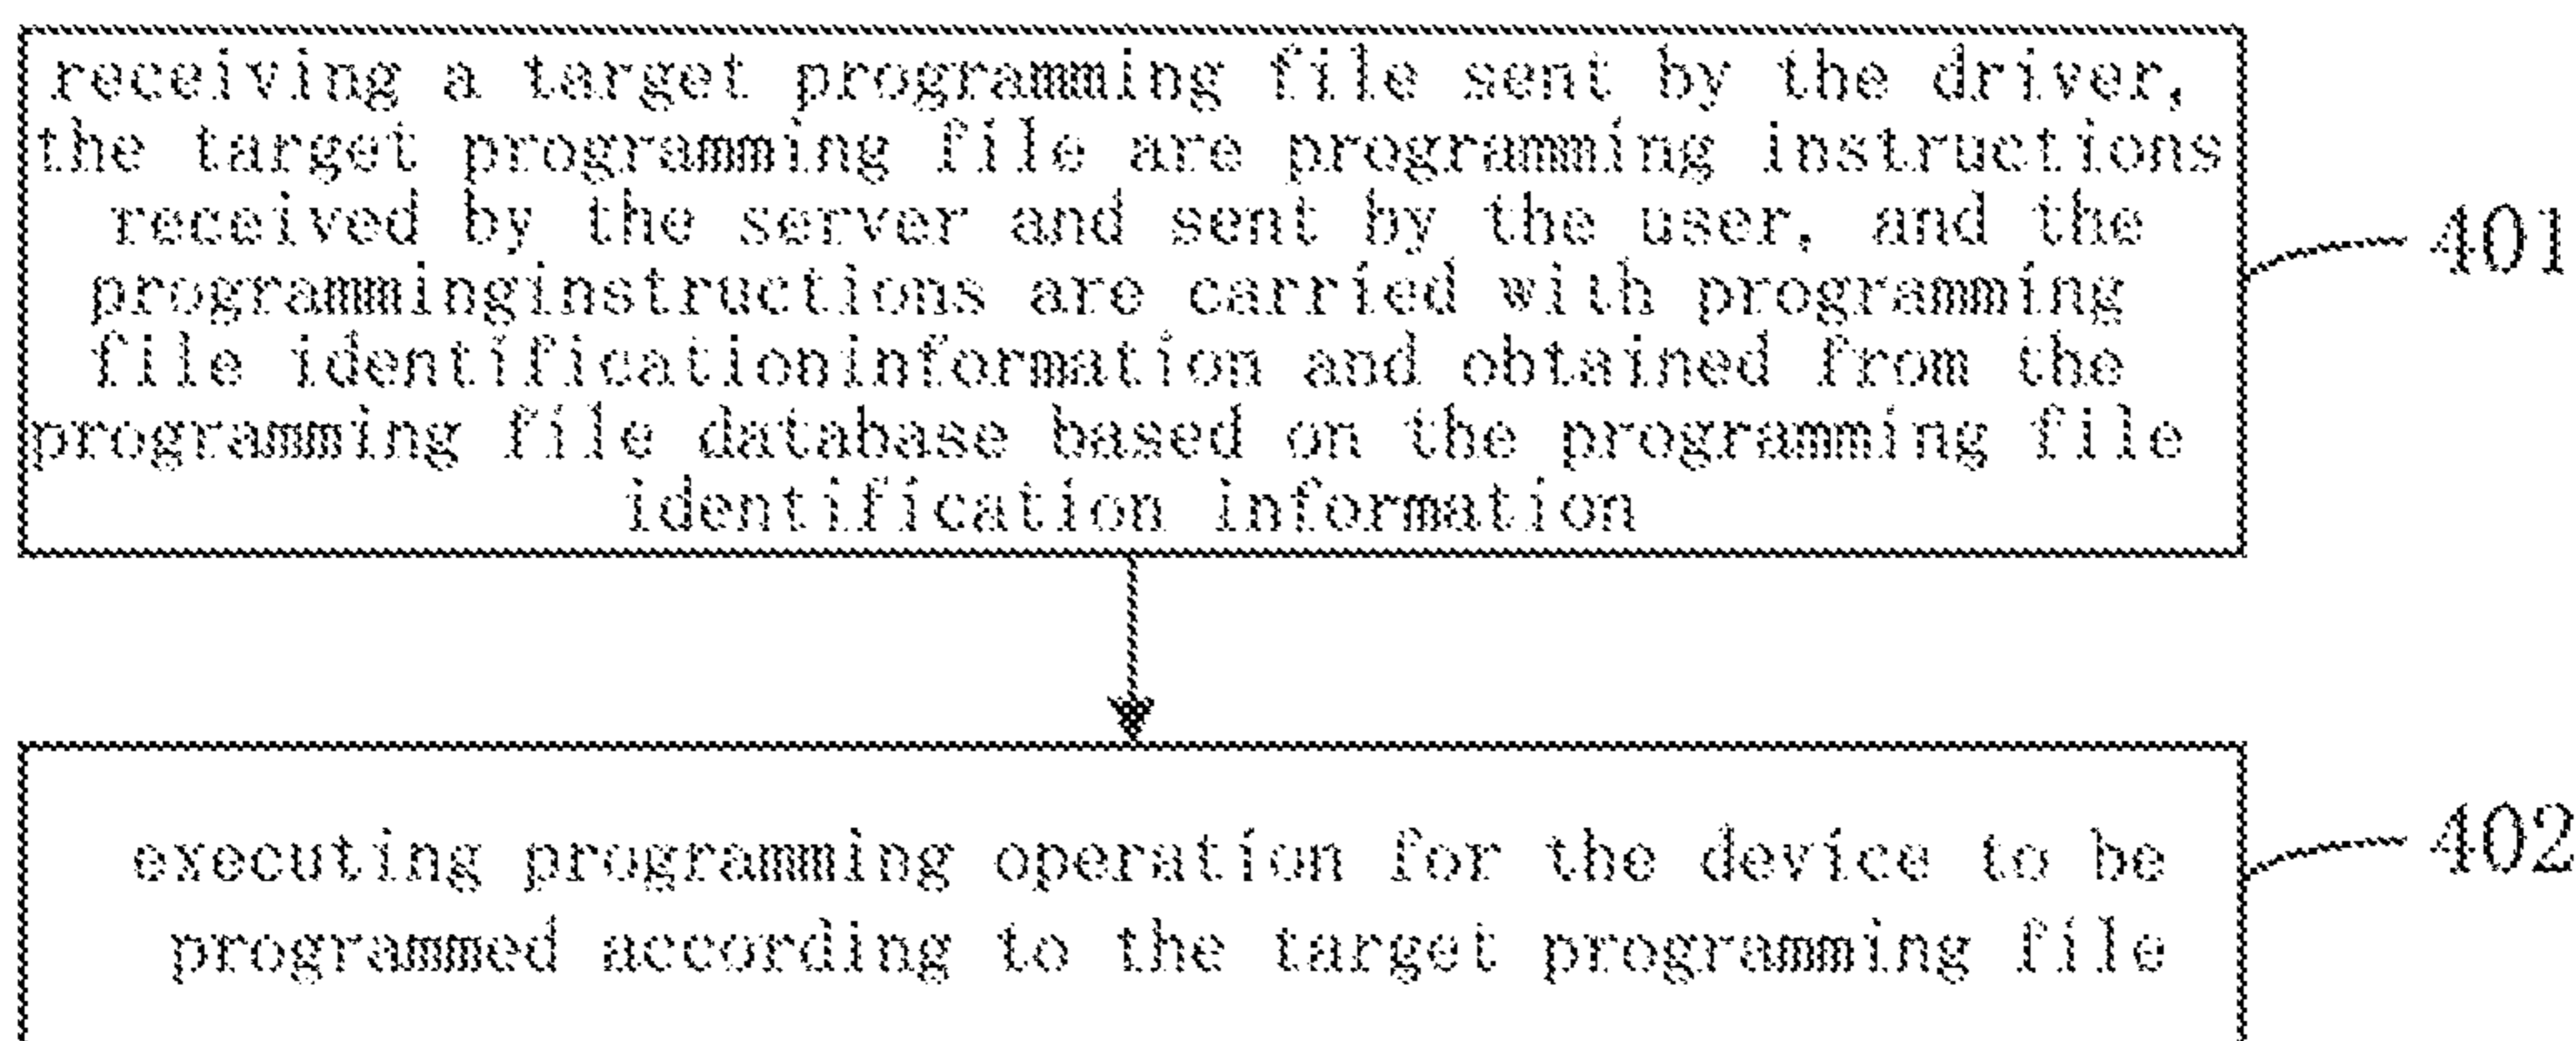 receiving a target programming file sent by the driver,
the target programming file are programming instructions
received by the server and sent by the user, and the
programminginstructions are carried with programming
file identificationinformation and obtained from the
programming file database based on the programming file
identification information
401
executing programming operation for the device to be
programmed according to the target programming file
402